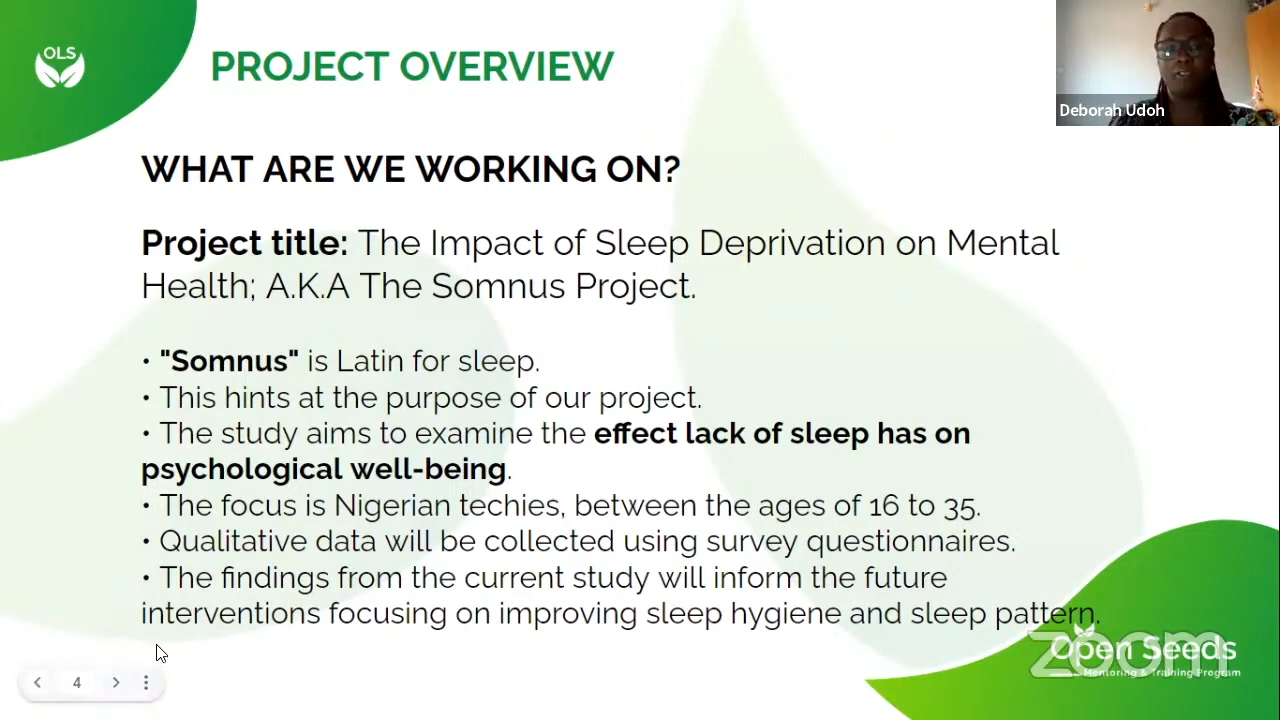 OLS
PROJECT OVERVIEW
Deborah Udoh
WHAT ARE WE WORKING ON?
Project title: The Impact of Sleep Deprivation on Mental
Health; A.K.A The Somnus Project.
• "Somnus" is Latin for sleep.
• This hints at the purpose of our project.
• The study aims to examine the effect lack of sleep has on
psychological well-being.
• The focus is Nigerian techies, between the ages of 16 to 35.
• Qualitative data will be collected using survey questionnaires.
• The findings from the current study will inform the future
interventions focusing on improving sleep hygiene and sleep pattern.
Open Seeds
zoom
Mentoring & Training Program
4